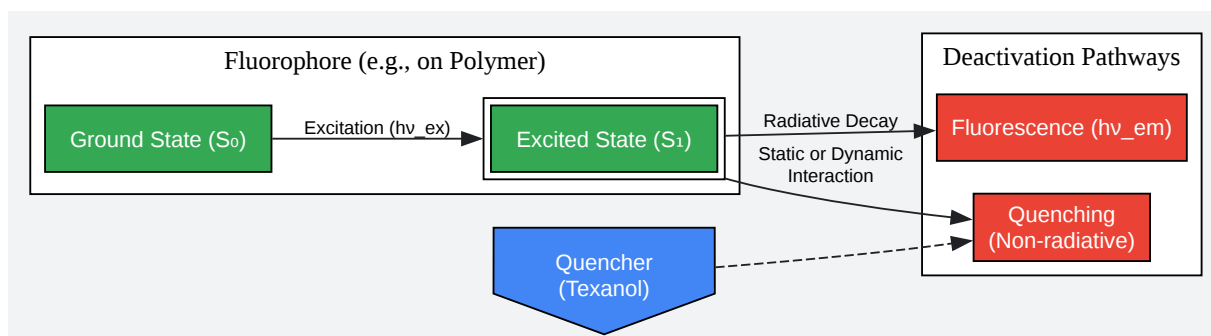 Fluorophore (e.g., on Polymer)
Ground State (S₀)
Excitation (hν_ex)
Excited State (S₁)
Radiative Decay
Static or Dynamic
Interaction
Deactivation Pathways
Fluorescence (hν_em)
Quenching
(Non-radiative)
Quencher
(Texanol)